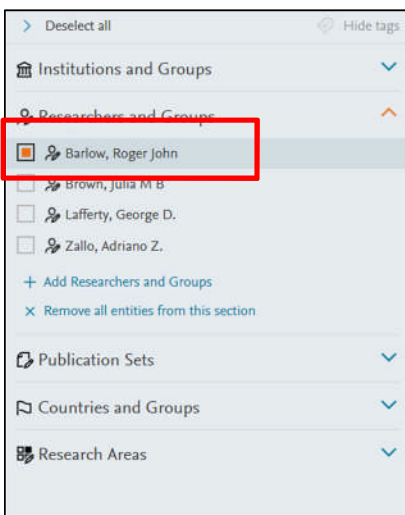 Deselect all Hide tags
Institutions and Groups
Researchers and Groups
Barlow, Roger John
Brown, Julia M B
Lafferty, George D.
Zallo, Adriano Z.
+ Add Researchers and Groups
× Remove all entities from this section
Publication Sets
Countries and Groups
Research Areas